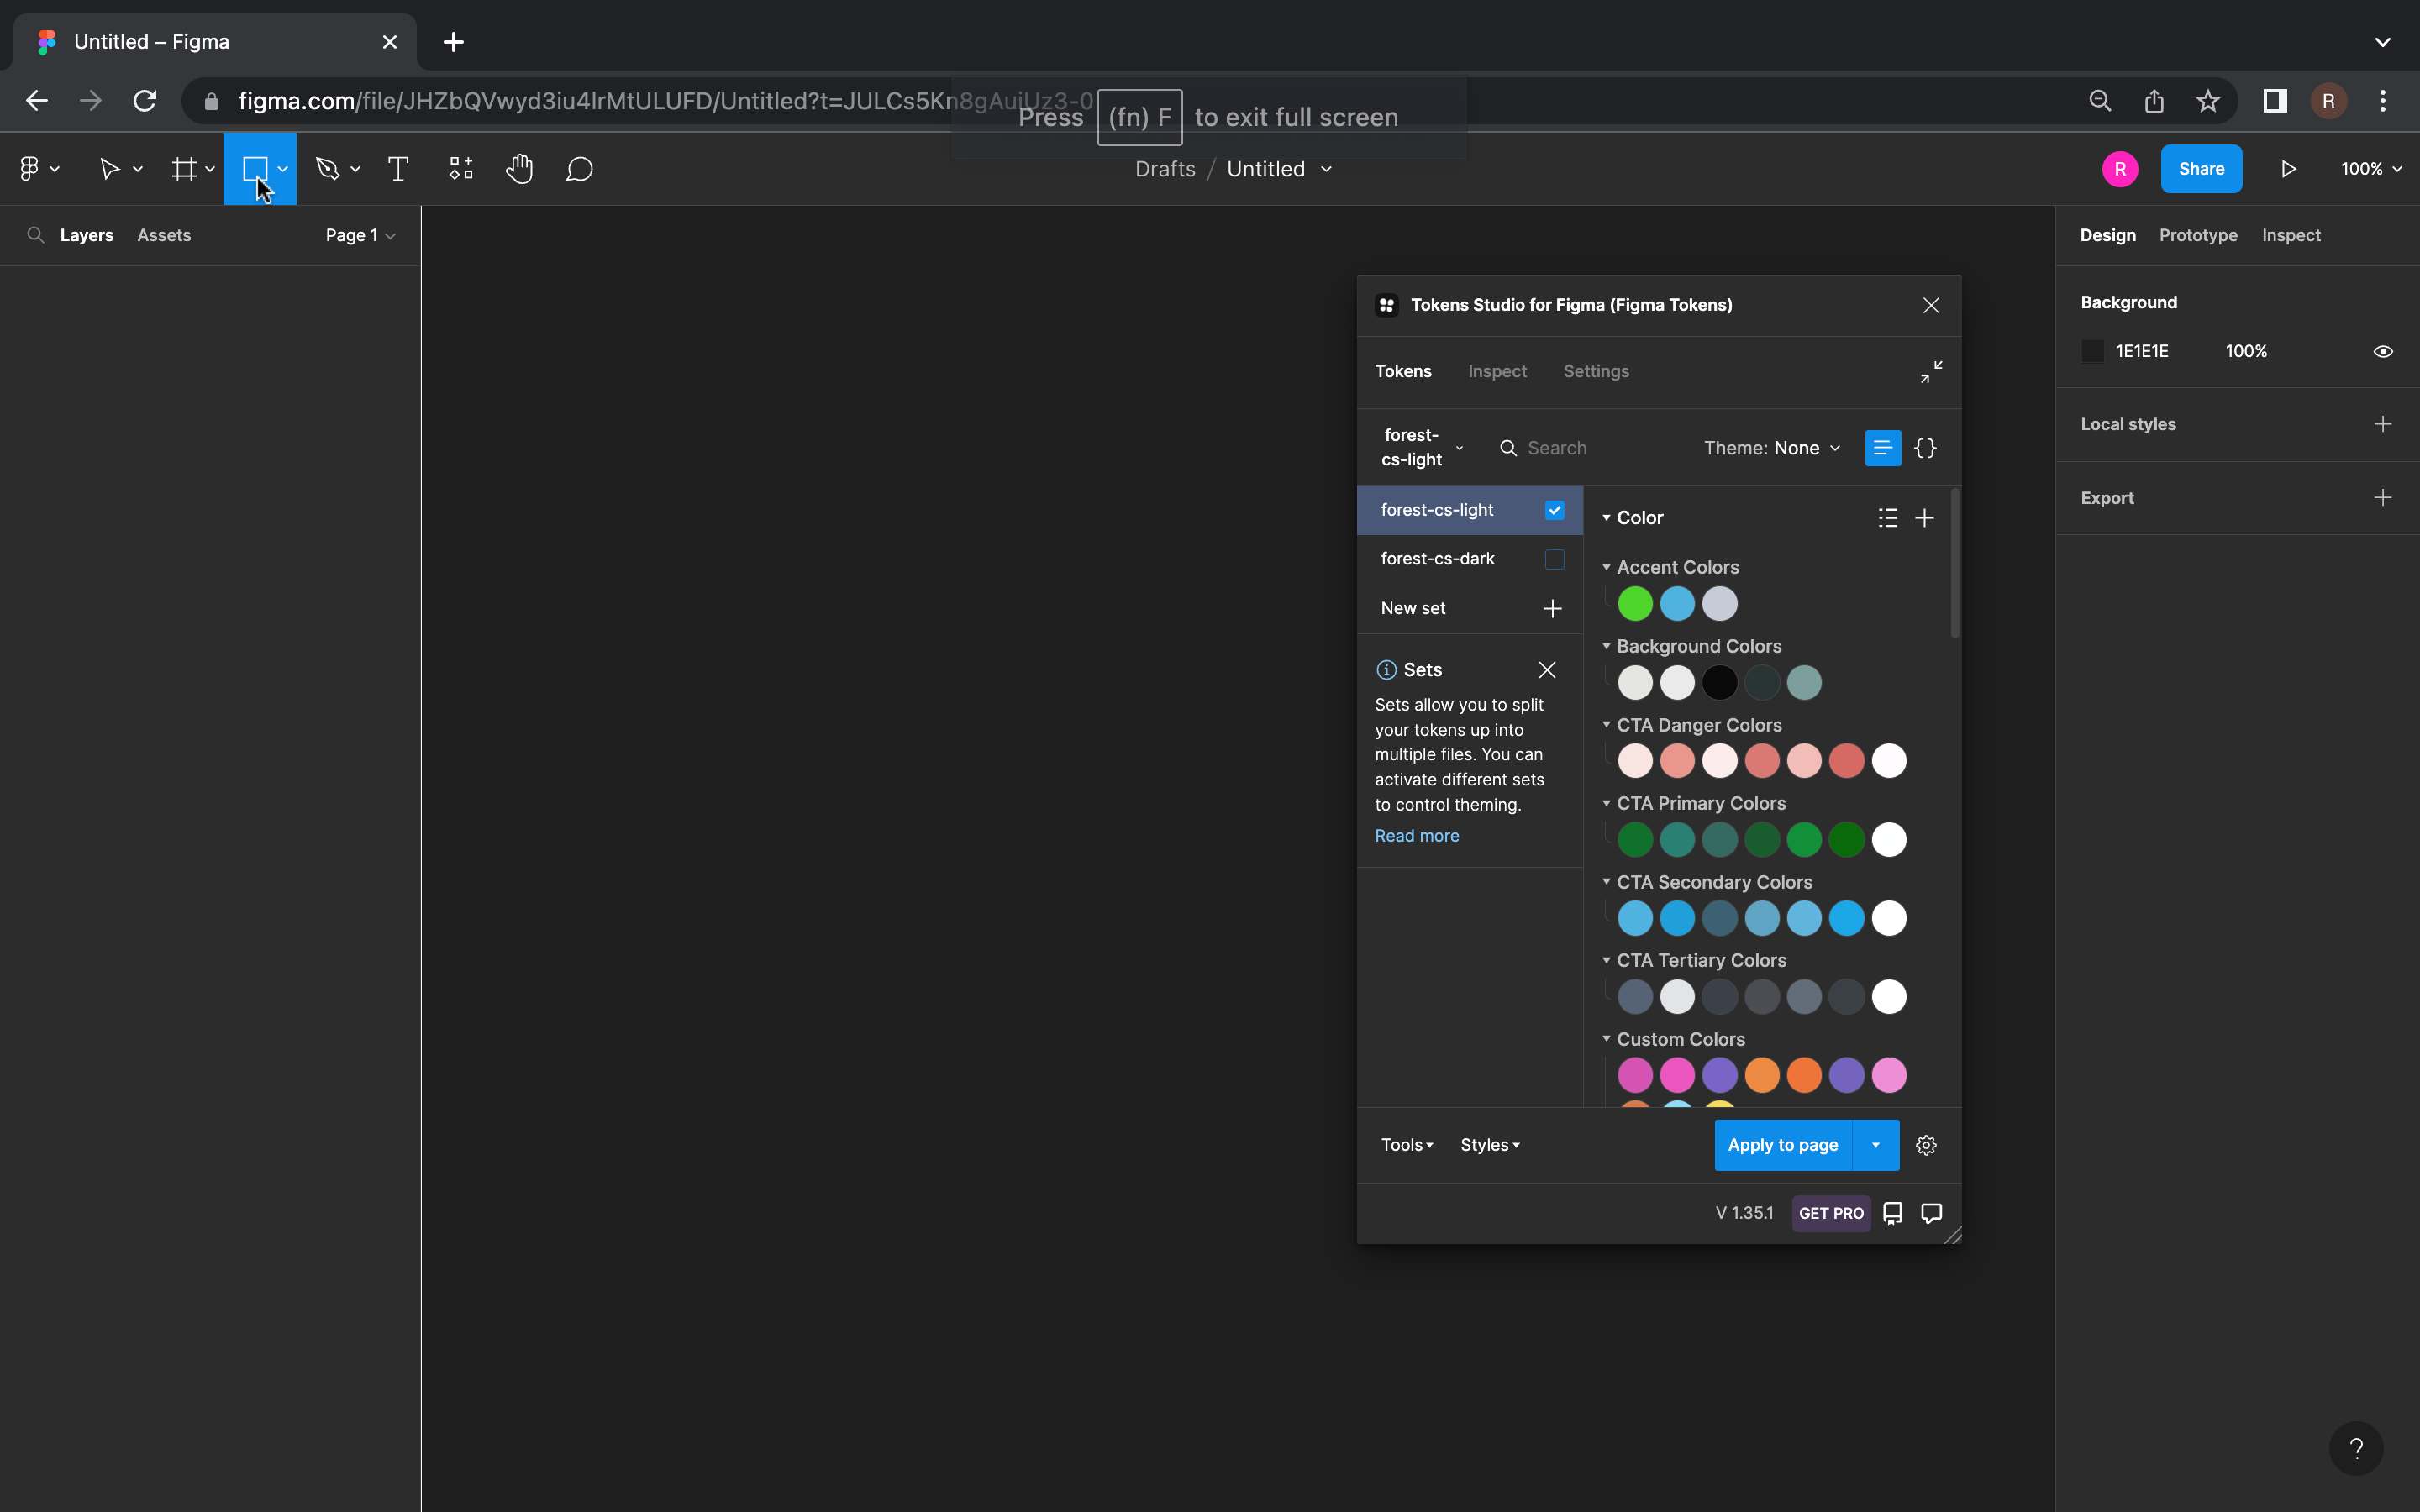 Untitled – Figma
figma.com/file/JHZbQVwyd3iu4lrMtULUFD/Untitled?t=JULCs5Kn8gAuiUz3-0
R
Press (fn) F to exit full screen
Drafts / Untitled
R
Share
100%
Layers
Assets
Page 1
Design
Prototype
Inspect
Background
1E1E1E
100%
Local styles
Export
Tokens Studio for Figma (Figma Tokens)
Tokens
Inspect
Settings
forest-
cs-light
Search
Theme: None
{}
forest-cs-light
forest-cs-dark
New set
Sets
Sets allow you to split
your tokens up into
multiple files. You can
activate different sets
to control theming.
Read more
Color
Accent Colors
Background Colors
CTA Danger Colors
CTA Primary Colors
CTA Secondary Colors
CTA Tertiary Colors
Custom Colors
Tools
Styles
Apply to page
V 1.35.1
GET PRO
?